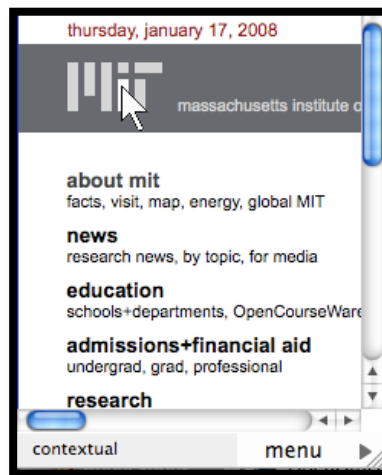 thursday, january 17, 2008
MIT
massachusetts institute o
about mit
facts, visit, map, energy, global MIT
news
research news, by topic, for media
education
schools+departments, OpenCourseWare
admissions+financial aid
undergrad, grad, professional
research
contextual menu